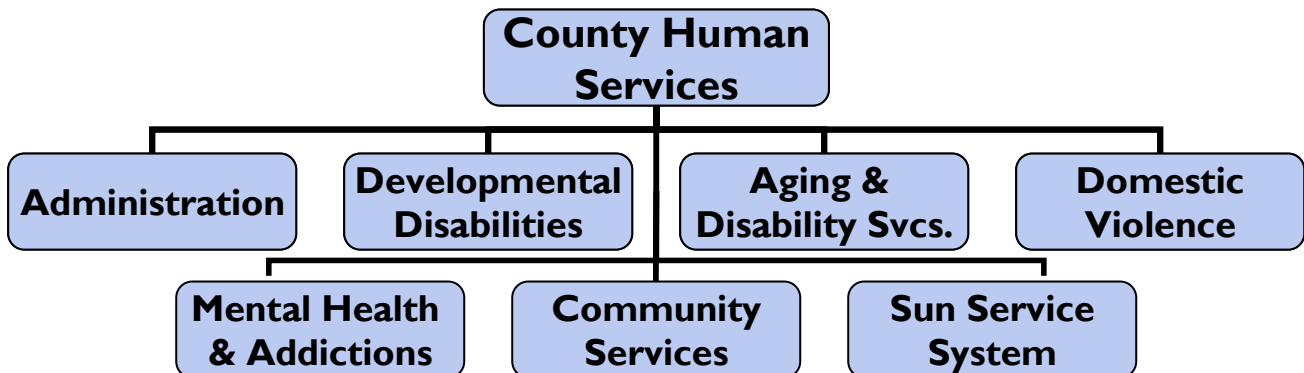 County Human
Services
Administration
Developmental
Disabilities
Aging &
Disability Svcs.
Domestic
Violence
Mental Health
& Addictions
Community
Services
Sun Service
System